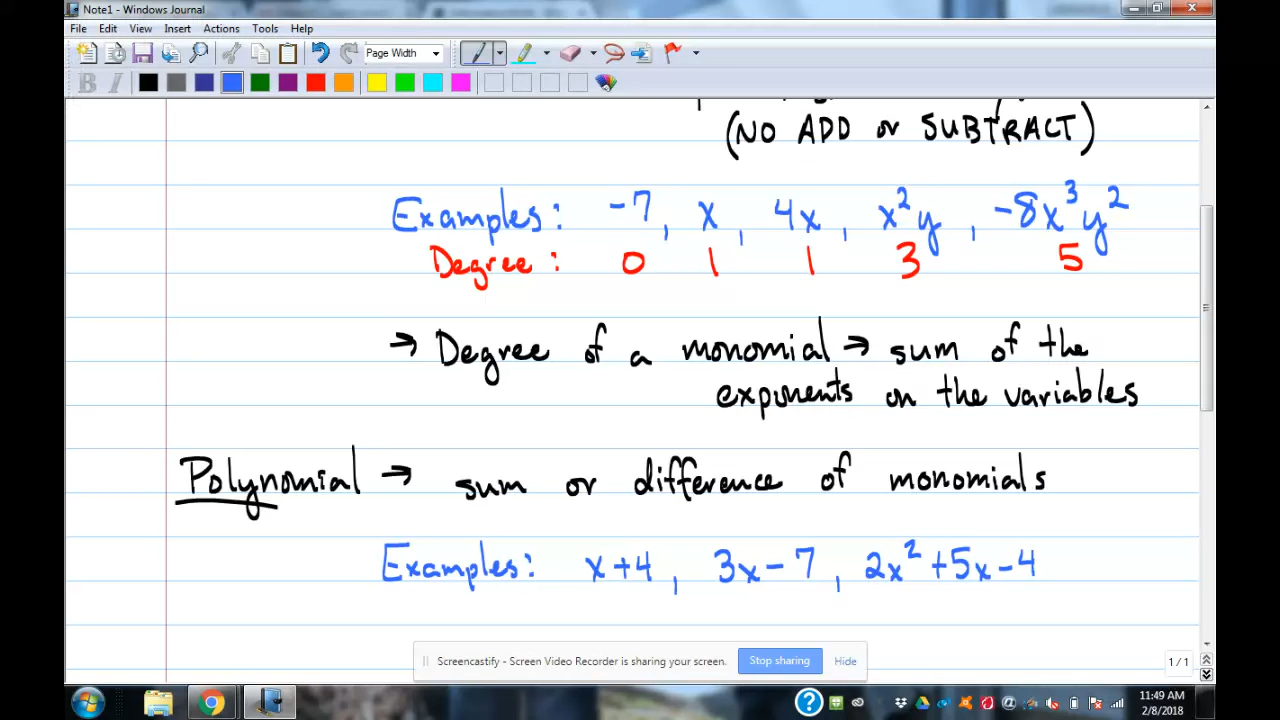 Note1 - Windows Journal
File Edit View Insert Actions Tools Help
Page Width
B I
(NO ADD or SUBTRACT)
Examples: -7, x, 4x, x²y, -8x³y²
Degree: 0 1 1 3 5
→ Degree of a monomial → sum of the
exponents on the variables
Polynomial → sum or difference of monomials
Examples: x+4, 3x-7, 2x²+5x-4
Screencastify - Screen Video Recorder is sharing your screen. Stop sharing Hide
1 / 1
11:49 AM
2/8/2018